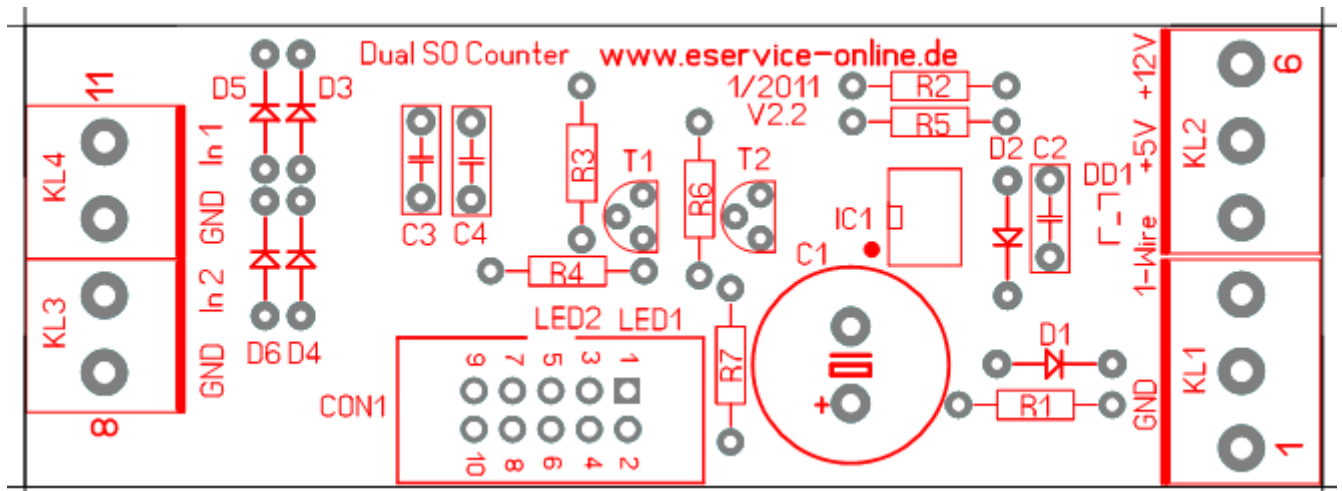 Dual SO Counter
www.eservice-online.de
1/2011
V2.2
11
D5
D3
In 1
KL4
GND
In 2
KL3
GND
8
D6
D4
C3
C4
R3
T1
R4
R6
T2
R2
R5
IC1
C1
D2
C2
DD1
+12V
+5V
1-Wire
GND
6
KL2
KL1
1
D1
R1
R7
+
LED2
LED1
CON1
9
7
5
3
1
10
8
6
4
2